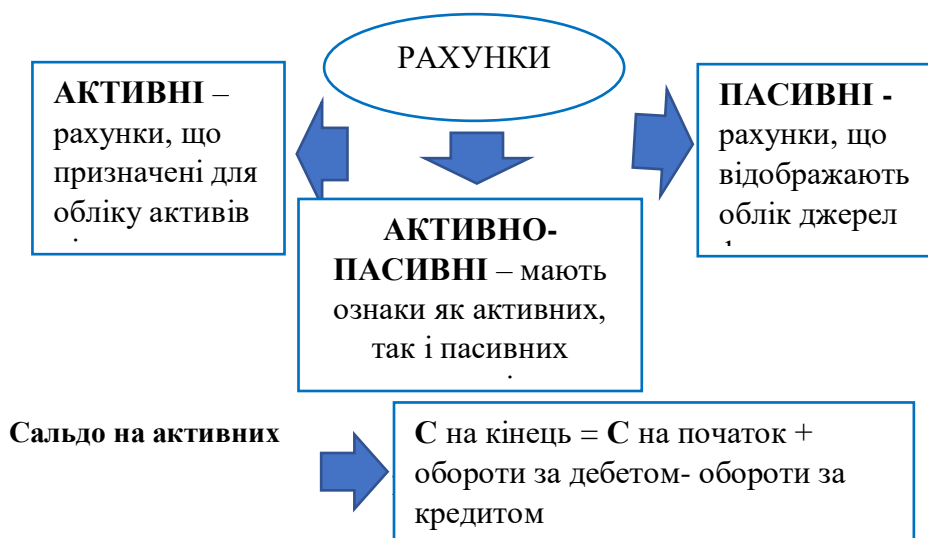 РАХУНКИ
АКТИВНІ –
рахунки, що
призначені для
обліку активів
ПАСИВНІ -
рахунки, що
відображають
облік джерел
АКТИВНО-
ПАСИВНІ – мають
ознаки як активних,
так і пасивних
Сальдо на активних
С на кінець = С на початок +
обороти за дебетом- обороти за
кредитом